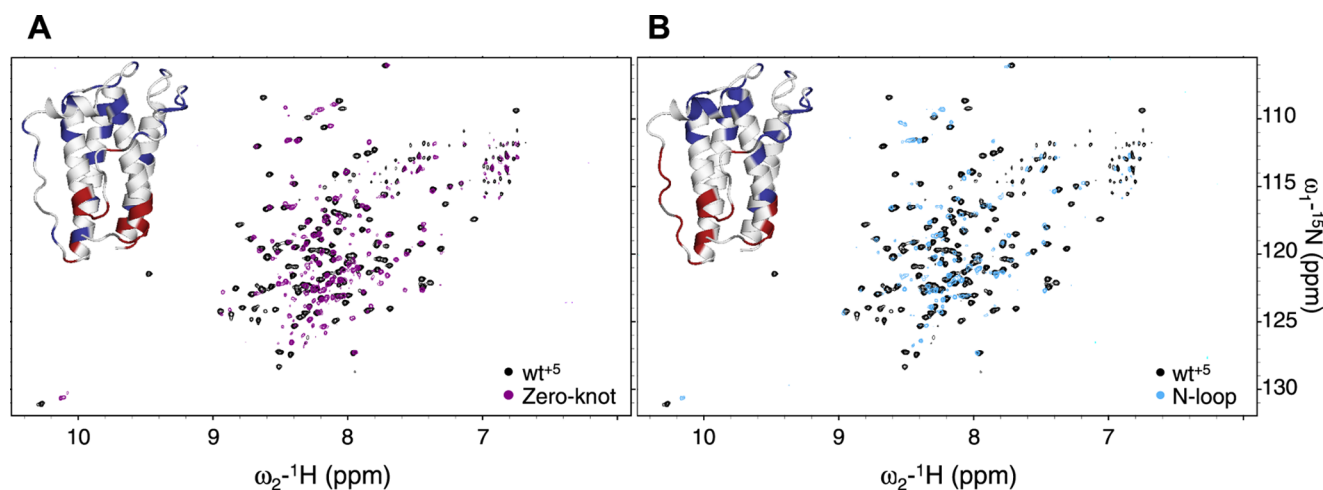 A
B
110
115
120
125
130
ω₁-¹⁵N (ppm)
wt⁺⁵
Zero-knot
wt⁺⁵
N-loop
10
9
8
7
10
9
8
7
ω₂-¹H (ppm)
ω₂-¹H (ppm)